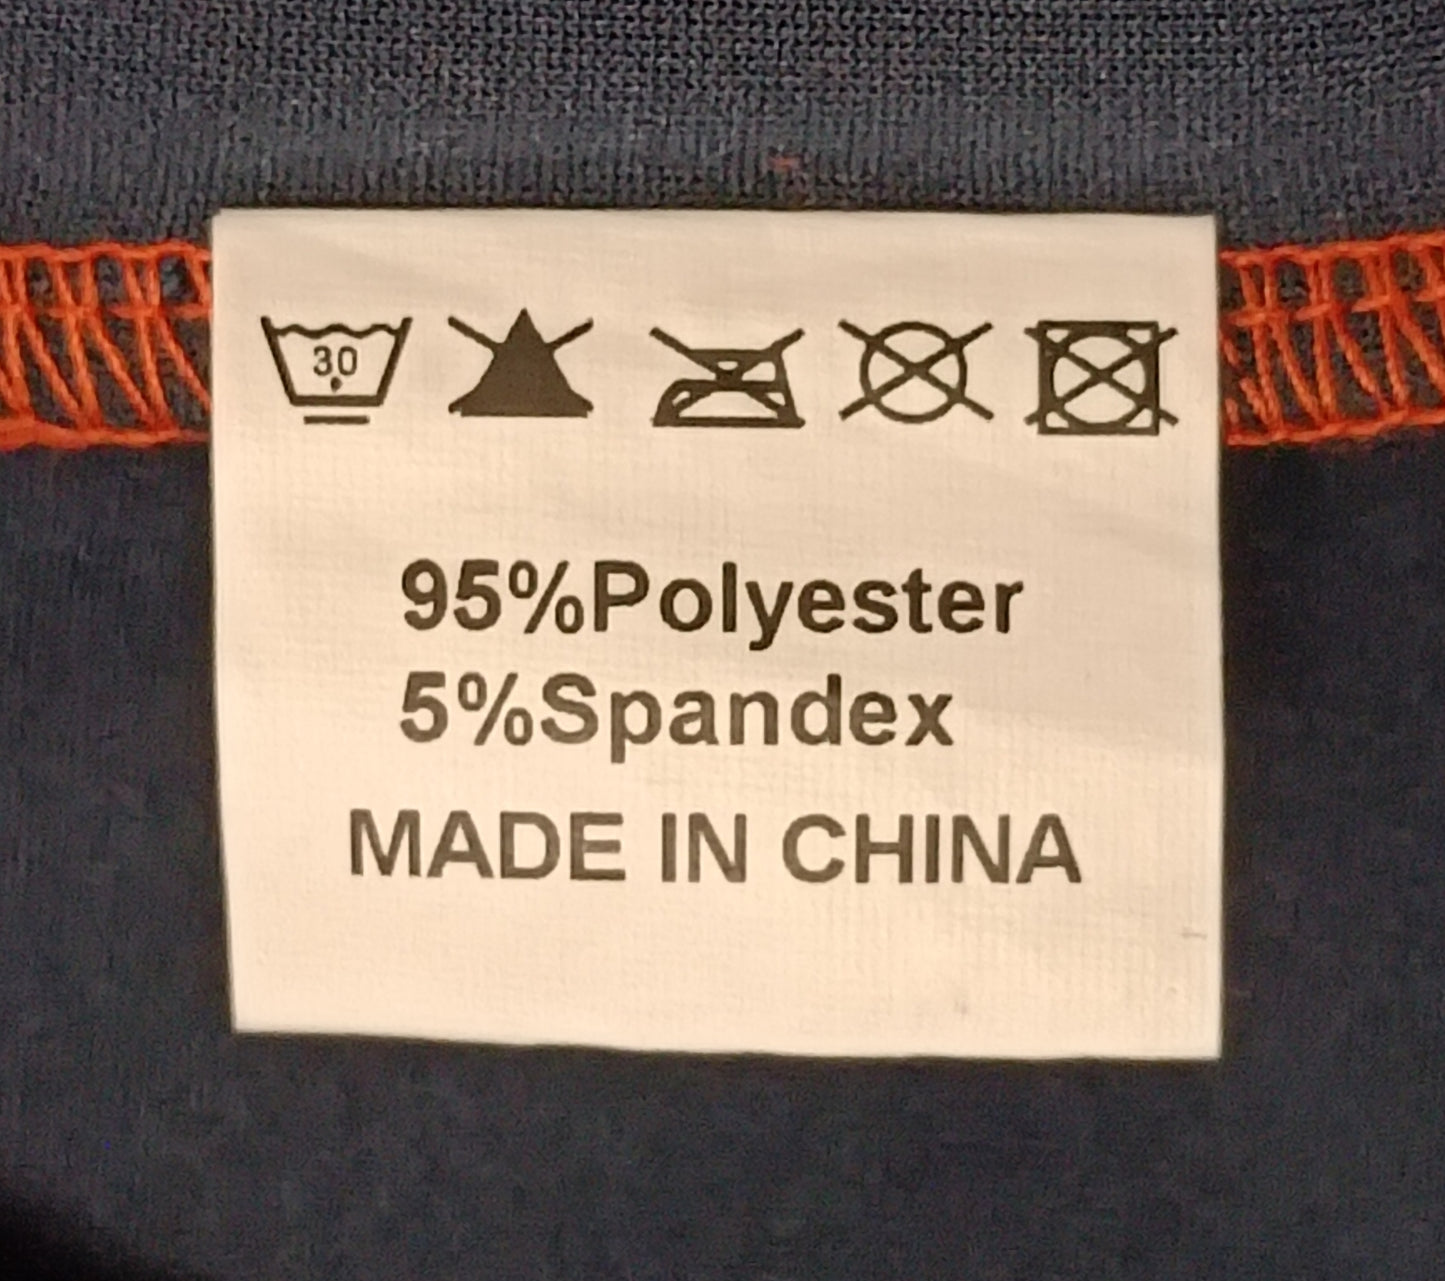 30
95%Polyester
5%Spandex
MADE IN CHINA